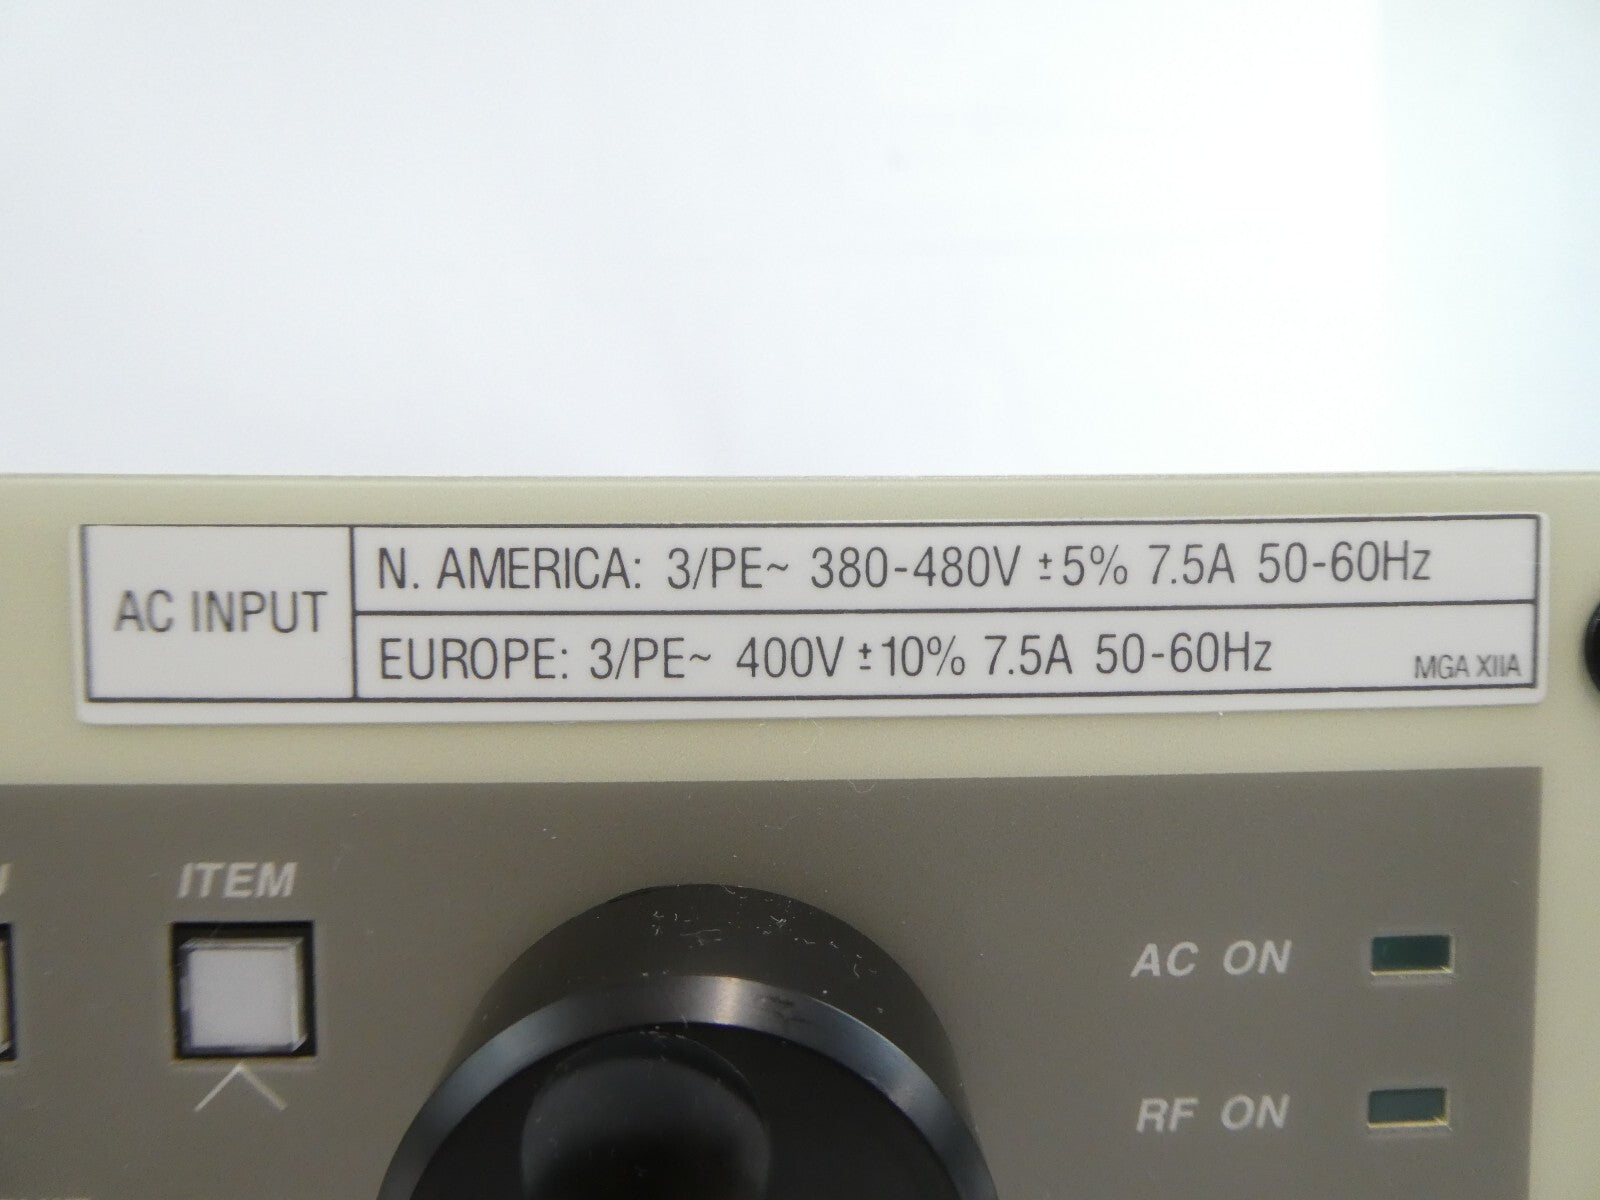 AC INPUT
N. AMERICA: 3/PE~ 380-480V ±5% 7.5A 50-60Hz
EUROPE: 3/PE~ 400V ±10% 7.5A 50-60Hz
MGA XIIA
ITEM
AC ON
RF ON